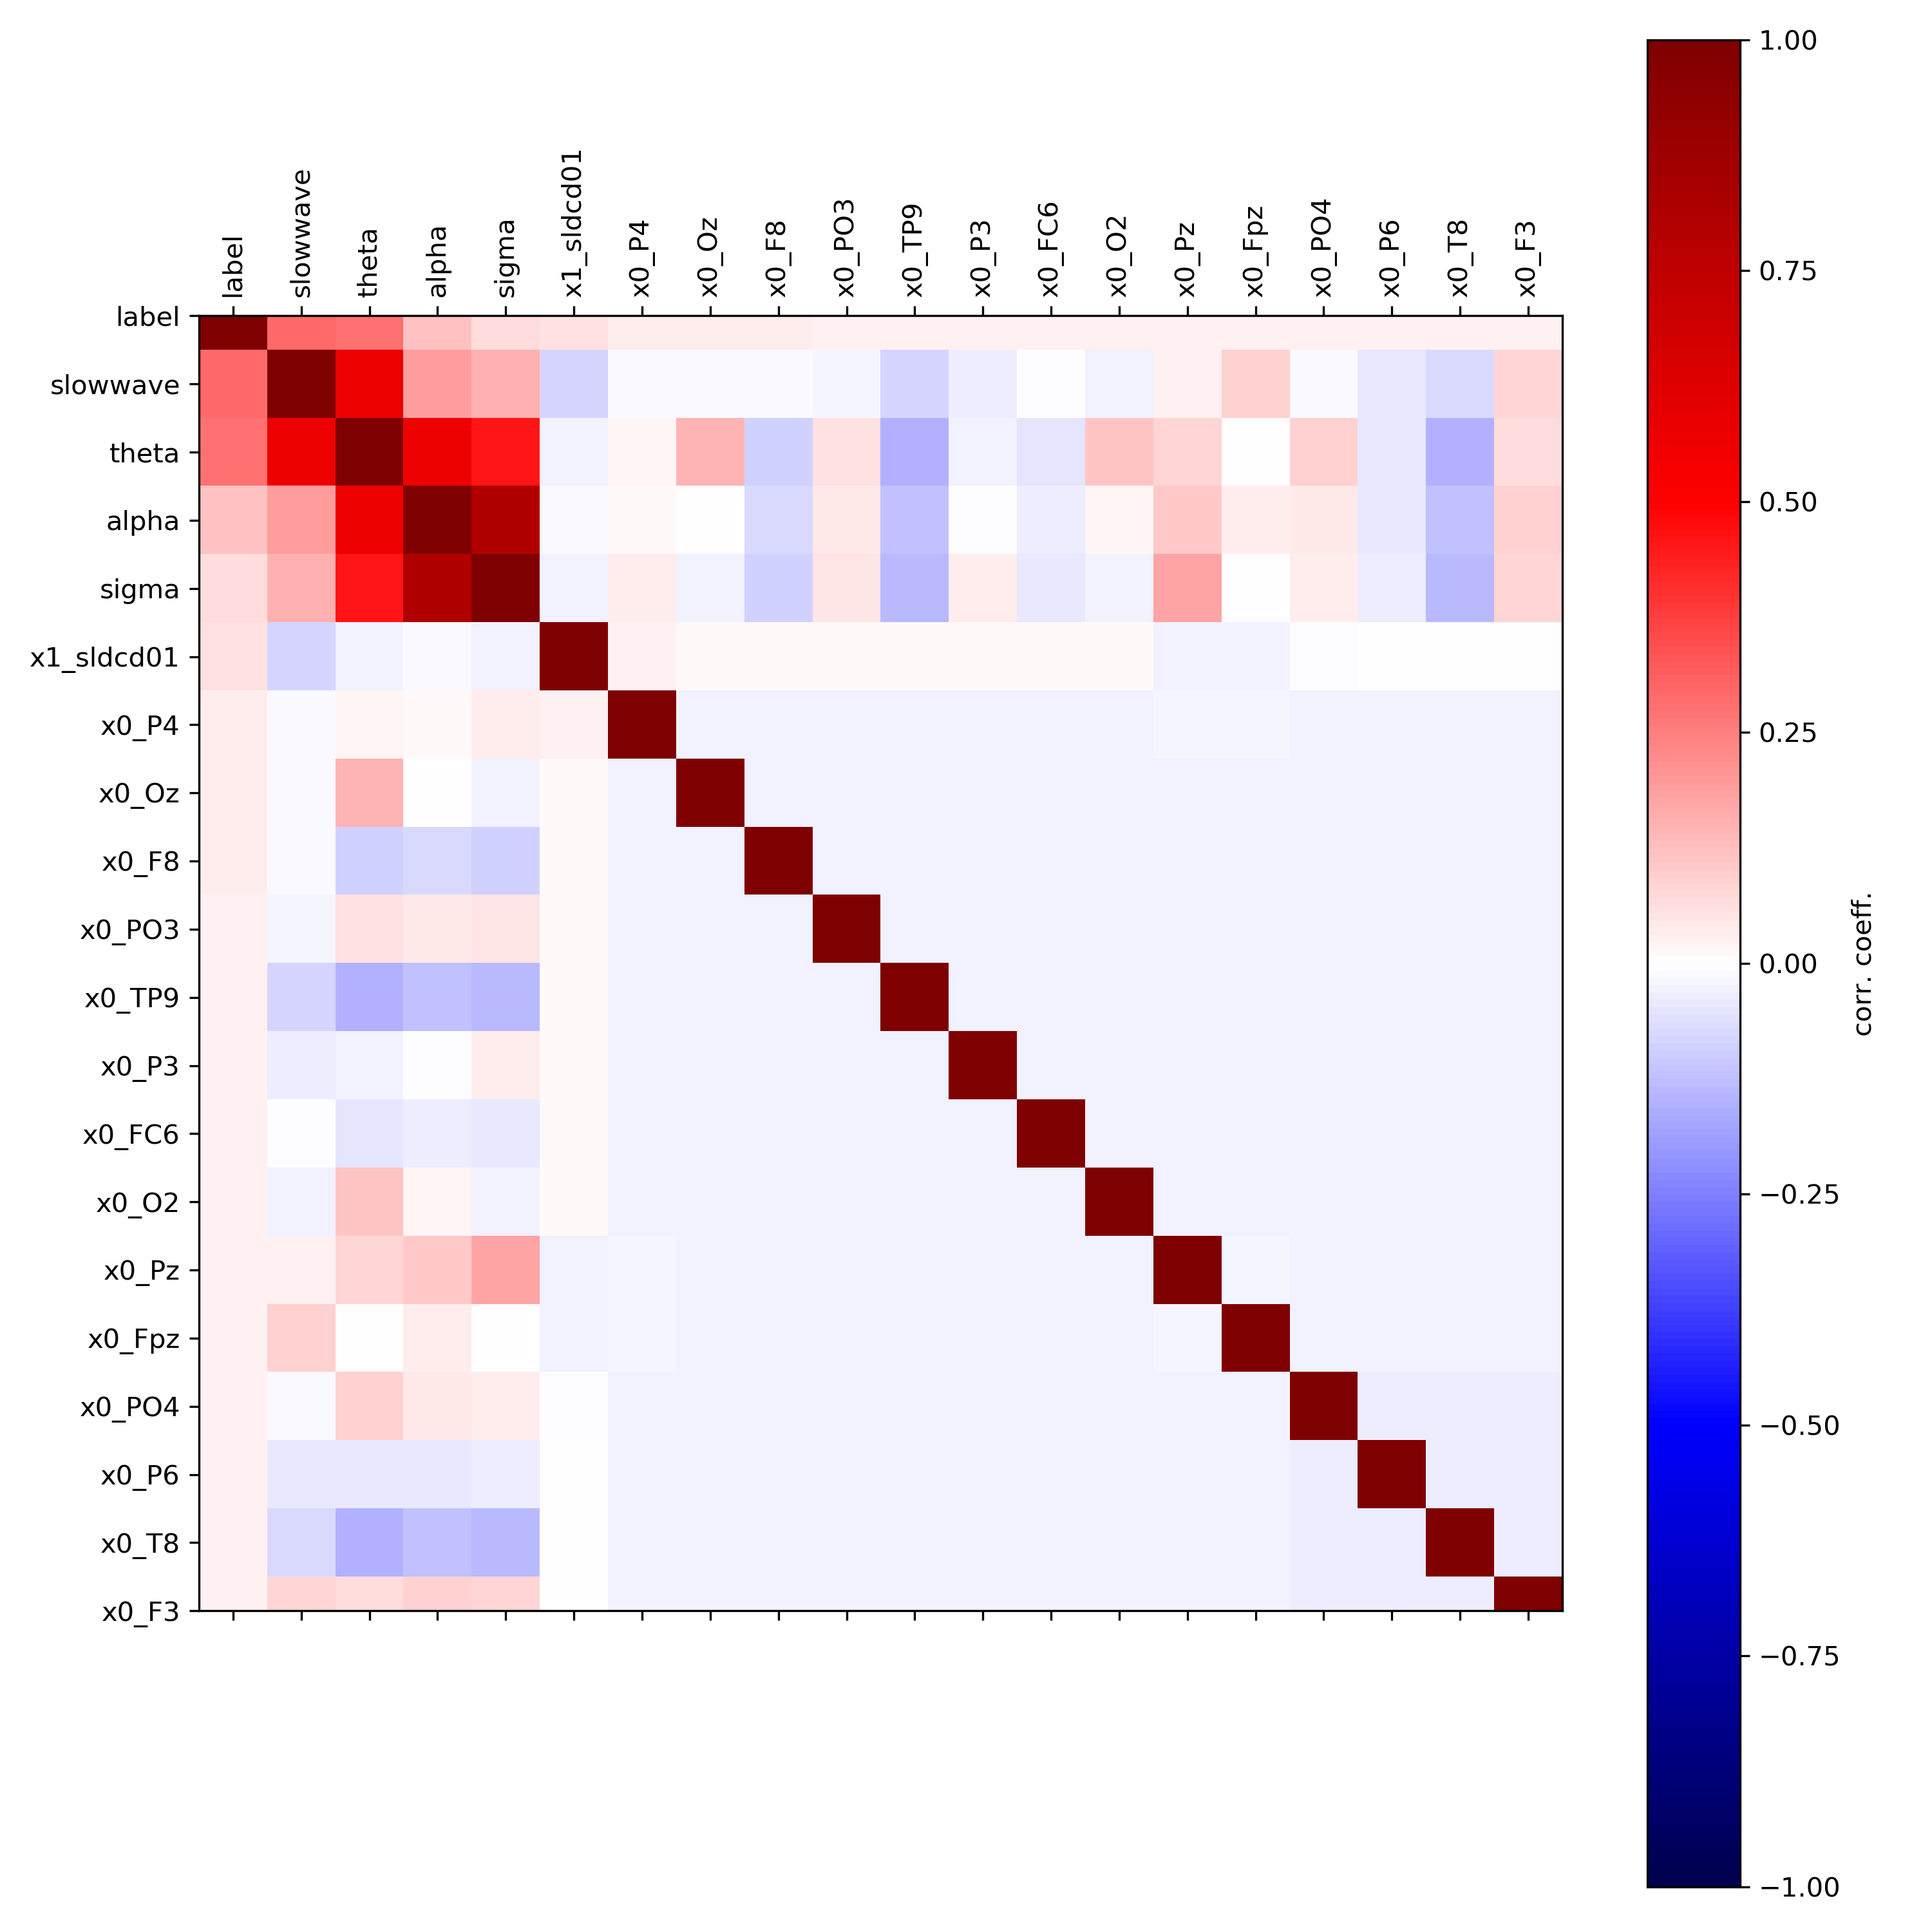 label
slowwave
theta
alpha
sigma
x1_sldcd01
x0_P4
x0_Oz
x0_F8
x0_PO3
x0_TP9
x0_P3
x0_FC6
x0_O2
x0_Pz
x0_Fpz
x0_PO4
x0_P6
x0_T8
x0_F3
label
slowwave
theta
alpha
sigma
x1_sldcd01
x0_P4
x0_Oz
x0_F8
x0_PO3
x0_TP9
x0_P3
x0_FC6
x0_O2
x0_Pz
x0_Fpz
x0_PO4
x0_P6
x0_T8
x0_F3
1.00
0.75
0.50
0.25
0.00
−0.25
−0.50
−0.75
−1.00
corr. coeff.